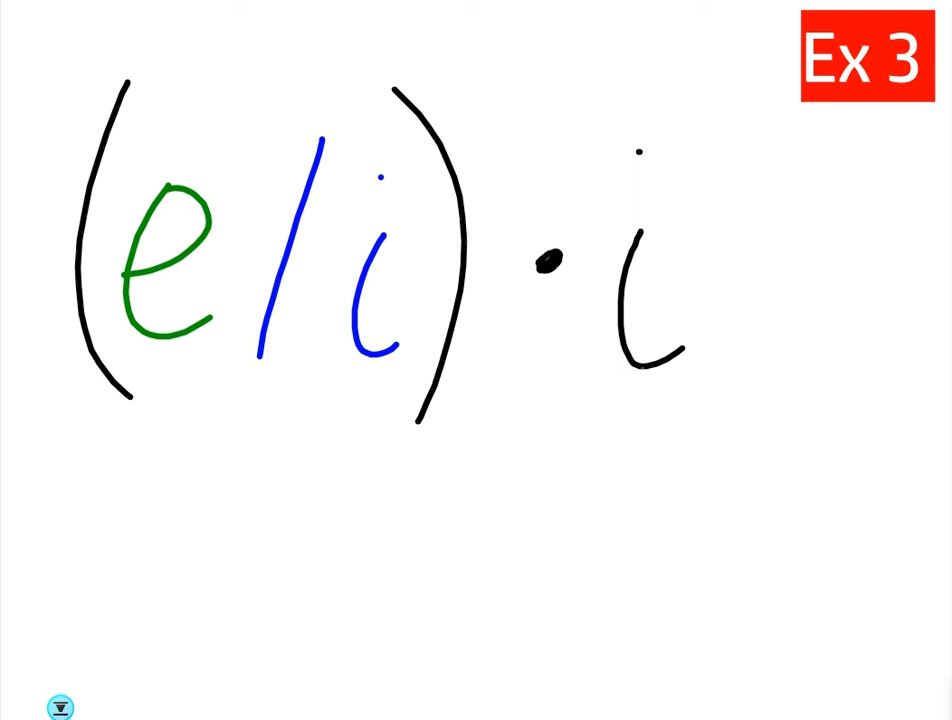 Ex 3
(e/i) • i